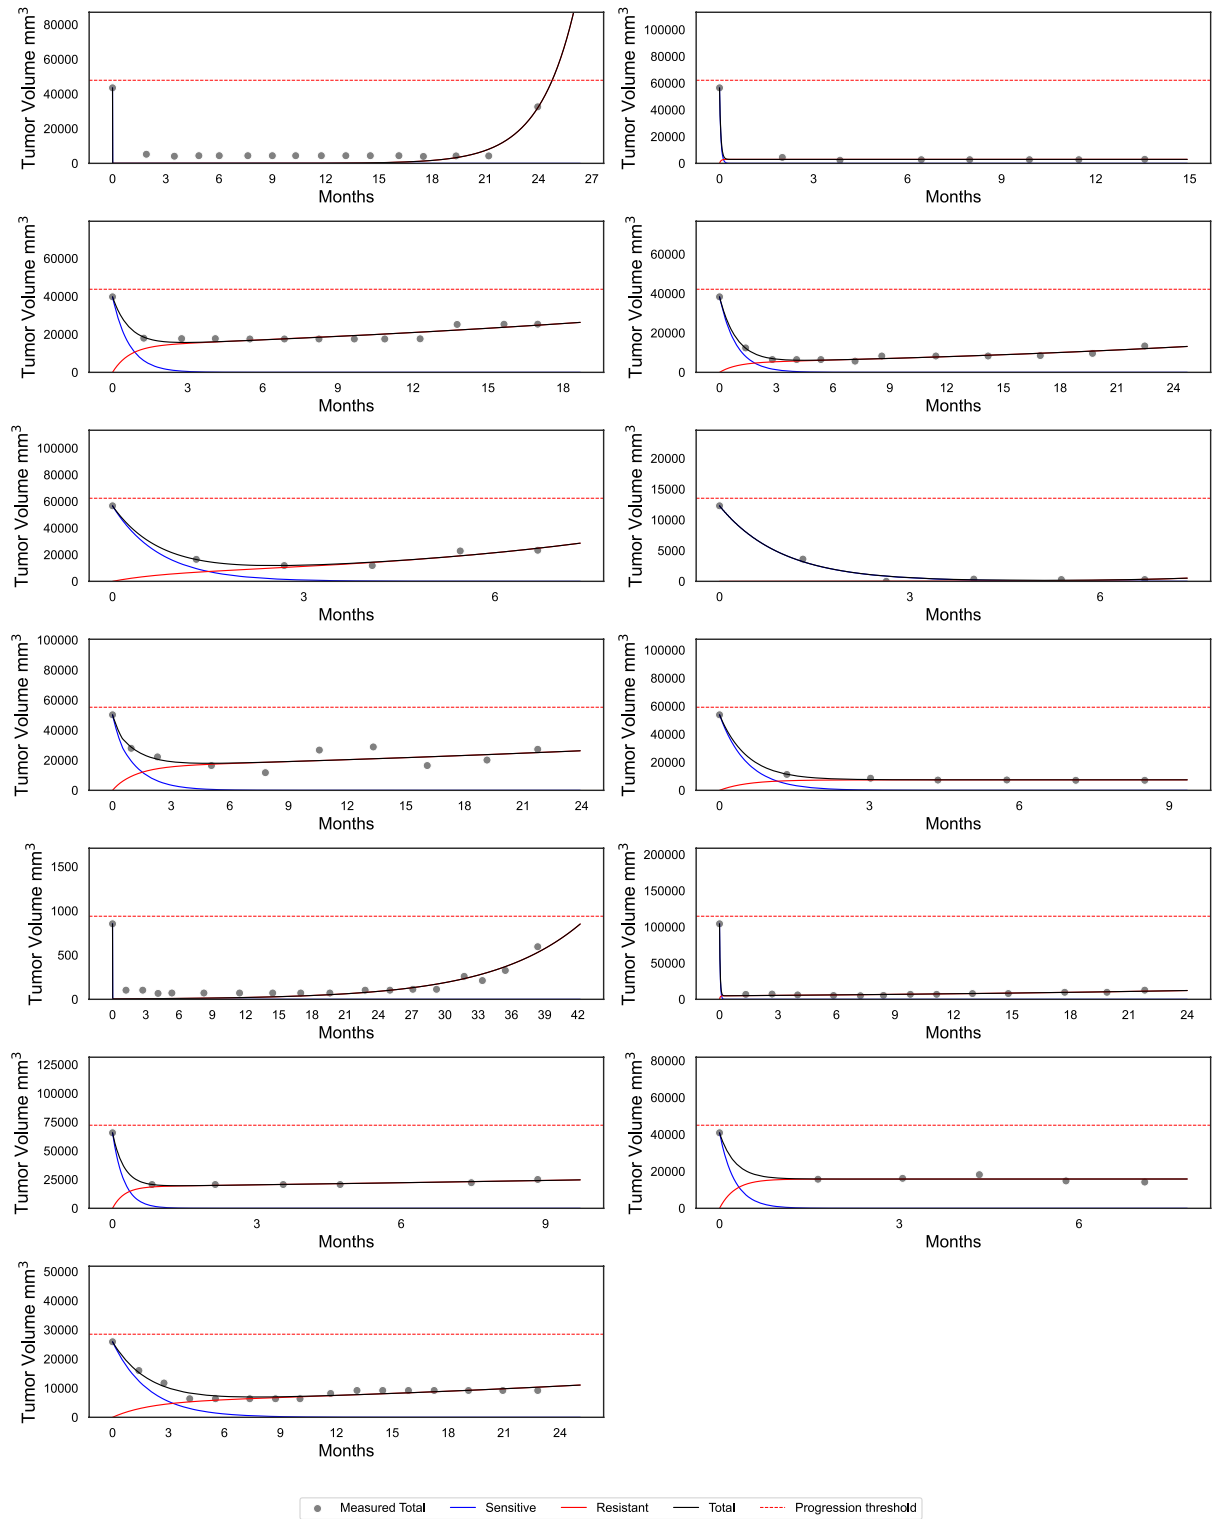 Tumor Volume mm³
80000
60000
40000
20000
0
0 3 6 9 12 15 18 21 24 27
Months
Tumor Volume mm³
100000
80000
60000
40000
20000
0
0 3 6 9 12 15
Months
Tumor Volume mm³
60000
40000
20000
0
0 3 6 9 12 15 18
Months
Tumor Volume mm³
60000
40000
20000
0
0 3 6 9 12 15 18 21 24
Months
Tumor Volume mm³
100000
80000
60000
40000
20000
0
0 3 6
Months
Tumor Volume mm³
20000
15000
10000
5000
0
0 3 6
Months
Tumor Volume mm³
100000
80000
60000
40000
20000
0
0 3 6 9 12 15 18 21 24
Months
Tumor Volume mm³
100000
80000
60000
40000
20000
0
0 3 6 9
Months
Tumor Volume mm³
1500
1000
500
0
0 3 6 9 12 15 18 21 24 27 30 33 36 39 42
Months
Tumor Volume mm³
200000
150000
100000
50000
0
0 3 6 9 12 15 18 21 24
Months
Tumor Volume mm³
125000
100000
75000
50000
25000
0
0 3 6 9
Months
Tumor Volume mm³
80000
60000
40000
20000
0
0 3 6
Months
Tumor Volume mm³
50000
40000
30000
20000
10000
0
0 3 6 9 12 15 18 21 24
Months
Measured Total Sensitive Resistant Total Progression threshold